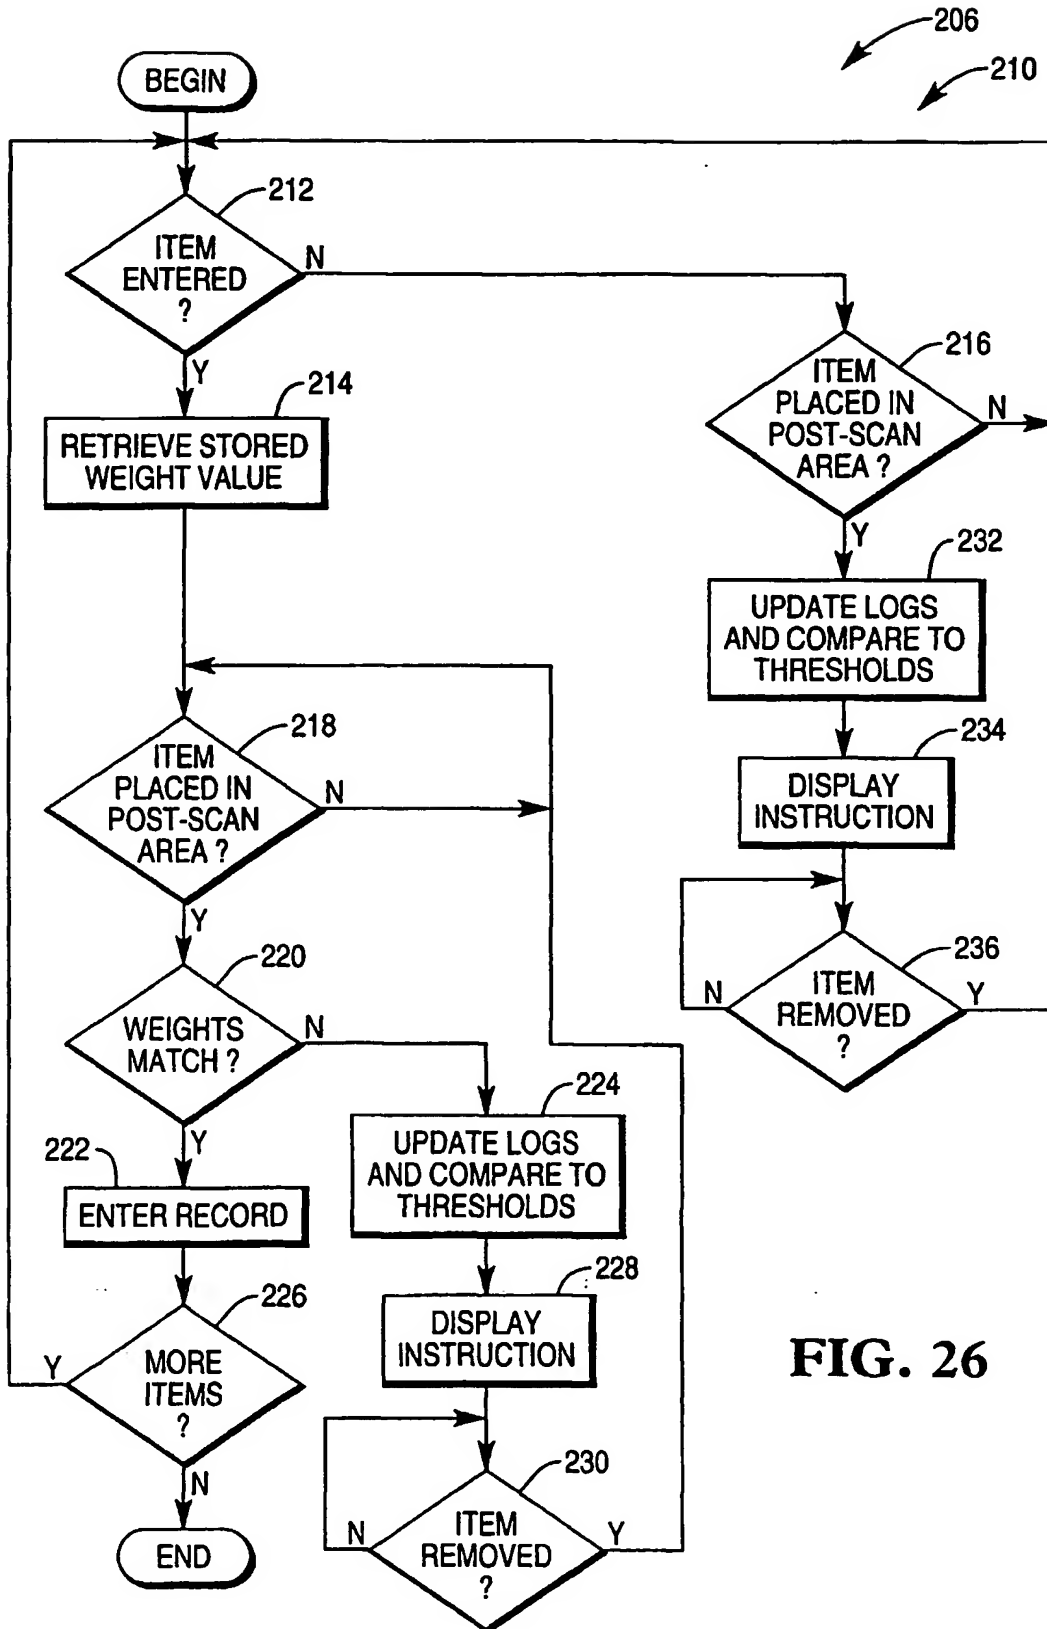 206
210
BEGIN
212
ITEM
ENTERED
?
N
Y
214
RETRIEVE STORED
WEIGHT VALUE
216
ITEM
PLACED IN
POST-SCAN
AREA ?
N
Y
232
UPDATE LOGS
AND COMPARE TO
THRESHOLDS
234
DISPLAY
INSTRUCTION
236
ITEM
REMOVED
?
N
Y
218
ITEM
PLACED IN
POST-SCAN
AREA ?
N
Y
220
WEIGHTS
MATCH ?
N
Y
222
ENTER RECORD
224
UPDATE LOGS
AND COMPARE TO
THRESHOLDS
226
MORE
ITEMS
?
Y
N
END
228
DISPLAY
INSTRUCTION
230
ITEM
REMOVED
?
N
Y
FIG. 26